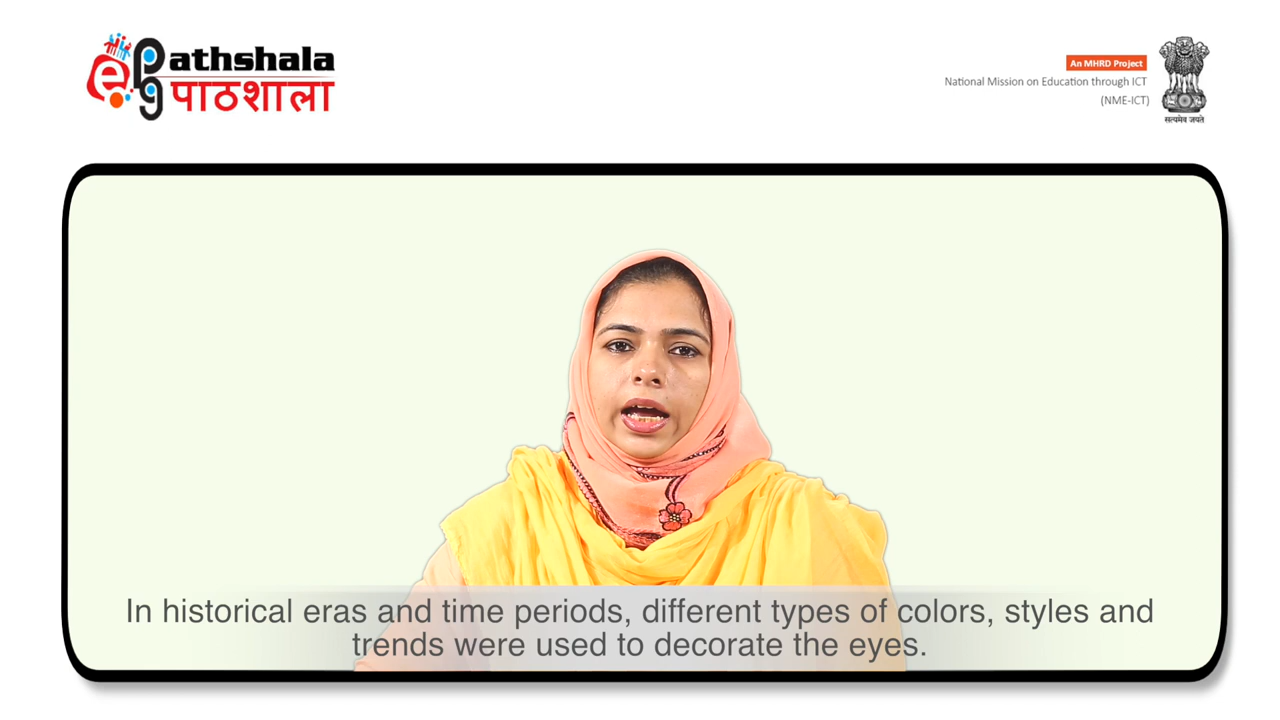 epg Pathshala
पाठशाला
An MHRD Project
National Mission on Education through ICT
(NME-ICT)
सत्यमेव जयते
In historical eras and time periods, different types of colors, styles and
trends were used to decorate the eyes.